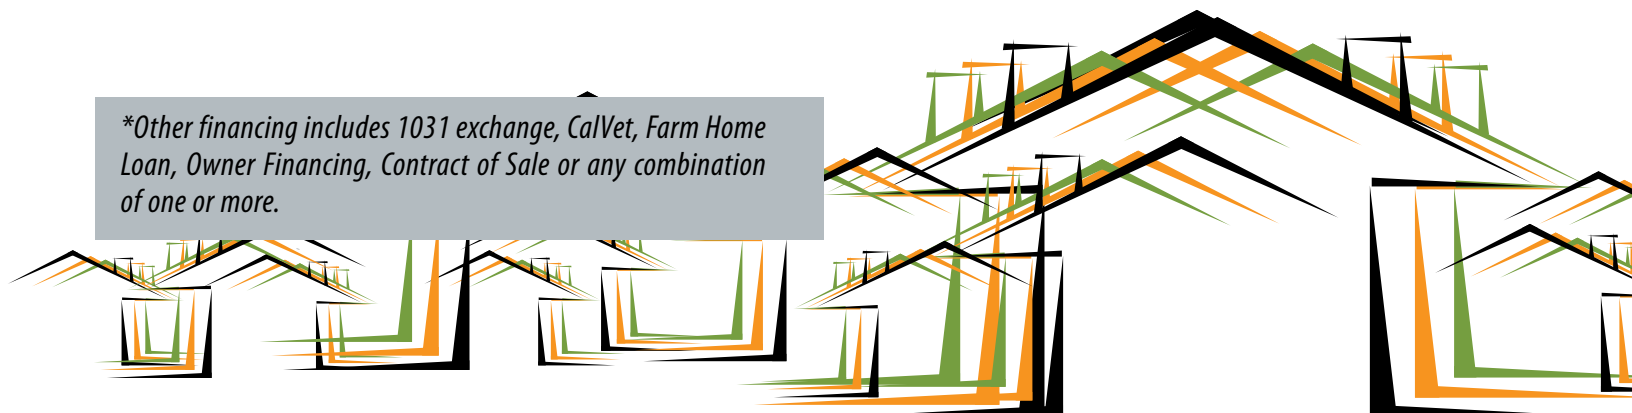 *Other financing includes 1031 exchange, CalVet, Farm Home
Loan, Owner Financing, Contract of Sale or any combination
of one or more.